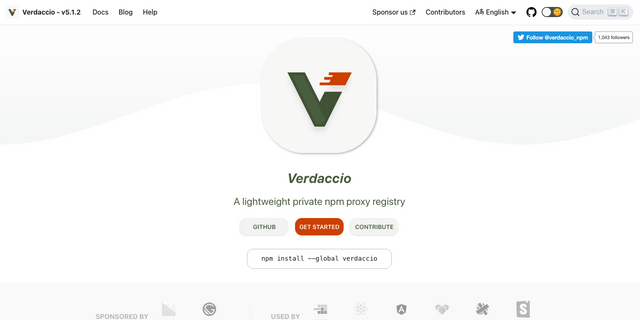 Verdaccio - v5.1.2 Docs Blog Help Sponsor us Contributors English Search ⌘ K
Follow @verdaccio_npm 1,043 followers
Verdaccio
A lightweight private npm proxy registry
GITHUB GET STARTED CONTRIBUTE
npm install --global verdaccio
SPONSORED BY USED BY